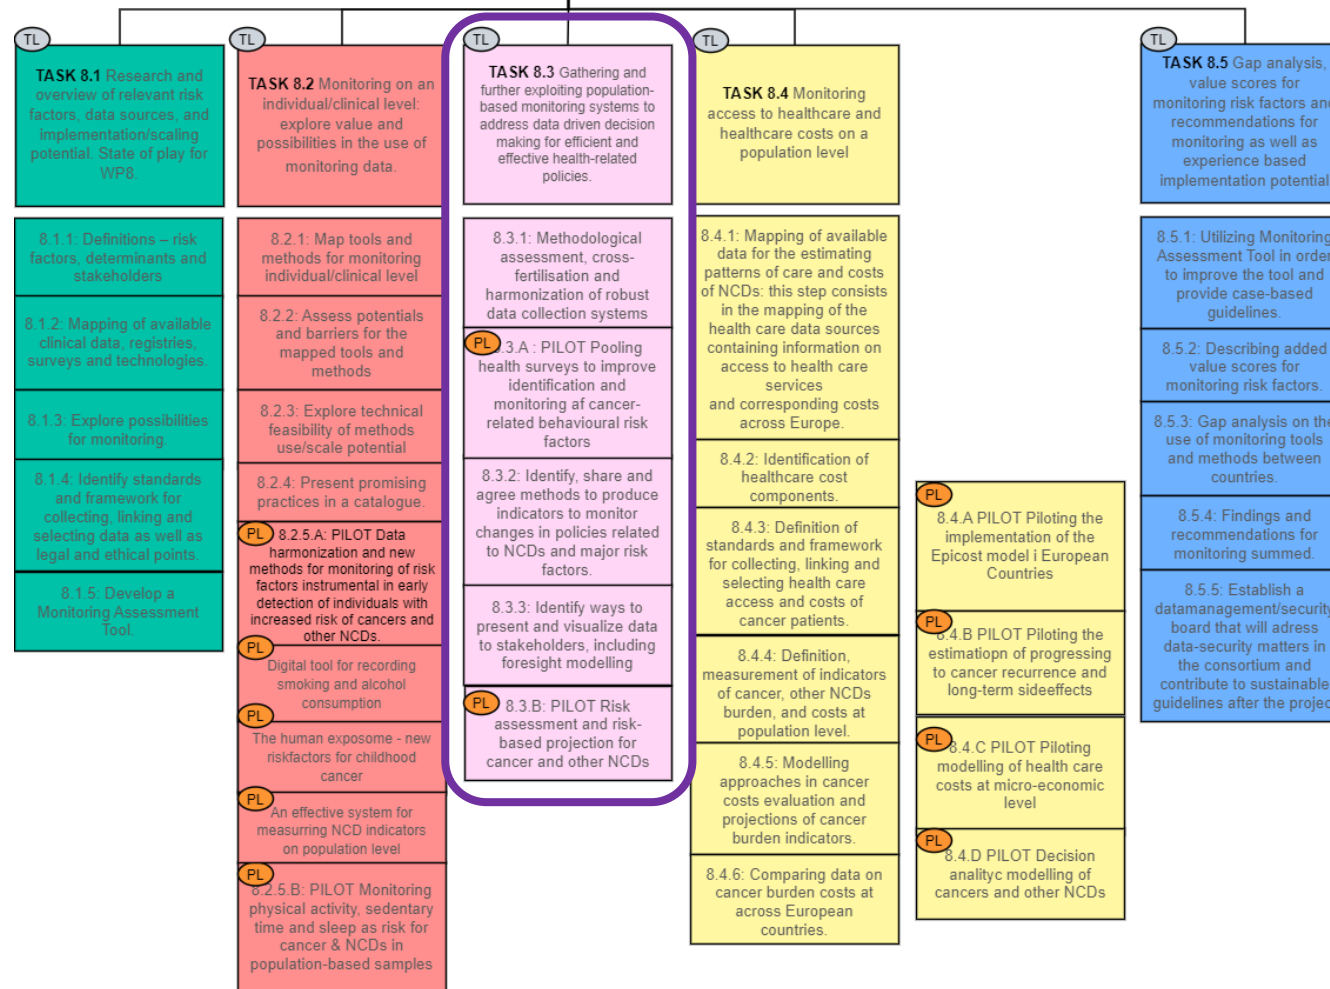 TL
TASK 8.1 Research and
overview of relevant risk
factors, data sources, and
implementation/scaling
potential. State of play for
WP8.
8.1.1: Definitions – risk
factors, determinants and
stakeholders
8.1.2: Mapping of available
clinical data, registries,
surveys and technologies.
8.1.3: Explore possibilities
for monitoring.
8.1.4: Identify standards
and framework for
collecting, linking and
selecting data as well as
legal and ethical points.
8.1.5: Develop a
Monitoring Assessment
Tool.
TL
TASK 8.2 Monitoring on an
individual/clinical level:
explore value and
possibilities in the use of
monitoring data.
8.2.1: Map tools and
methods for monitoring
individual/clinical level
8.2.2: Assess potentials
and barriers for the
mapped tools and
methods
8.2.3: Explore technical
feasibility of methods
use/scale potential
8.2.4: Present promising
practices in a catalogue.
PL
8.2.5.A: PILOT Data
harmonization and new
methods for monitoring of risk
factors instrumental in early
detection of individuals with
increased risk of cancers and
other NCDs.
PL
Digital tool for recording
smoking and alcohol
consumption
PL
The human exposome - new
riskfactors for childhood
cancer
PL
An effective system for
measurring NCD indicators
on population level
PL
8.2.5.B: PILOT Monitoring
physical activity, sedentary
time and sleep as risk for
cancer & NCDs in
population-based samples
TL
TASK 8.3 Gathering and
further exploiting population-
based monitoring systems to
address data driven decision
making for efficient and
effective health-related
policies.
8.3.1: Methodological
assessment, cross-
fertilisation and
harmonization of robust
data collection systems
PL
8.3.A : PILOT Pooling
health surveys to improve
identification and
monitoring af cancer-
related behavioural risk
factors
8.3.2: Identify, share and
agree methods to produce
indicators to monitor
changes in policies related
to NCDs and major risk
factors.
8.3.3: Identify ways to
present and visualize data
to stakeholders, including
foresight modelling
PL
8.3.B: PILOT Risk
assessment and risk-
based projection for
cancer and other NCDs
TL
TASK 8.4 Monitoring
access to healthcare and
healthcare costs on a
population level
8.4.1: Mapping of available
data for the estimating
patterns of care and costs
of NCDs: this step consists
in the mapping of the
health care data sources
containing information on
access to health care
services
and corresponding costs
across Europe.
8.4.2: Identification of
healthcare cost
components.
8.4.3: Definition of
standards and framework
for collecting, linking and
selecting health care
access and costs of
cancer patients.
8.4.4: Definition,
measurement of indicators
of cancer, other NCDs
burden, and costs at
population level.
8.4.5: Modelling
approaches in cancer
costs evaluation and
projections of cancer
burden indicators.
8.4.6: Comparing data on
cancer burden costs at
across European
countries.
PL
8.4.A PILOT Piloting the
implementation of the
Epicost model i European
Countries
PL
8.4.B PILOT Piloting the
estimatiopn of progressing
to cancer recurrence and
long-term sideeffects
PL
8.4.C PILOT Piloting
modelling of health care
costs at micro-economic
level
PL
8.4.D PILOT Decision
analityc modelling of
cancers and other NCDs
TL
TASK 8.5 Gap analysis,
value scores for
monitoring risk factors and
recommendations for
monitoring as well as
experience based
implementation potential
8.5.1: Utilizing Monitoring
Assessment Tool in order
to improve the tool and
provide case-based
guidelines.
8.5.2: Describing added
value scores for
monitoring risk factors.
8.5.3: Gap analysis on the
use of monitoring tools
and methods between
countries.
8.5.4: Findings and
recommendations for
monitoring summed.
8.5.5: Establish a
datamanagement/security
board that will adress
data-security matters in
the consortium and
contribute to sustainable
guidelines after the project